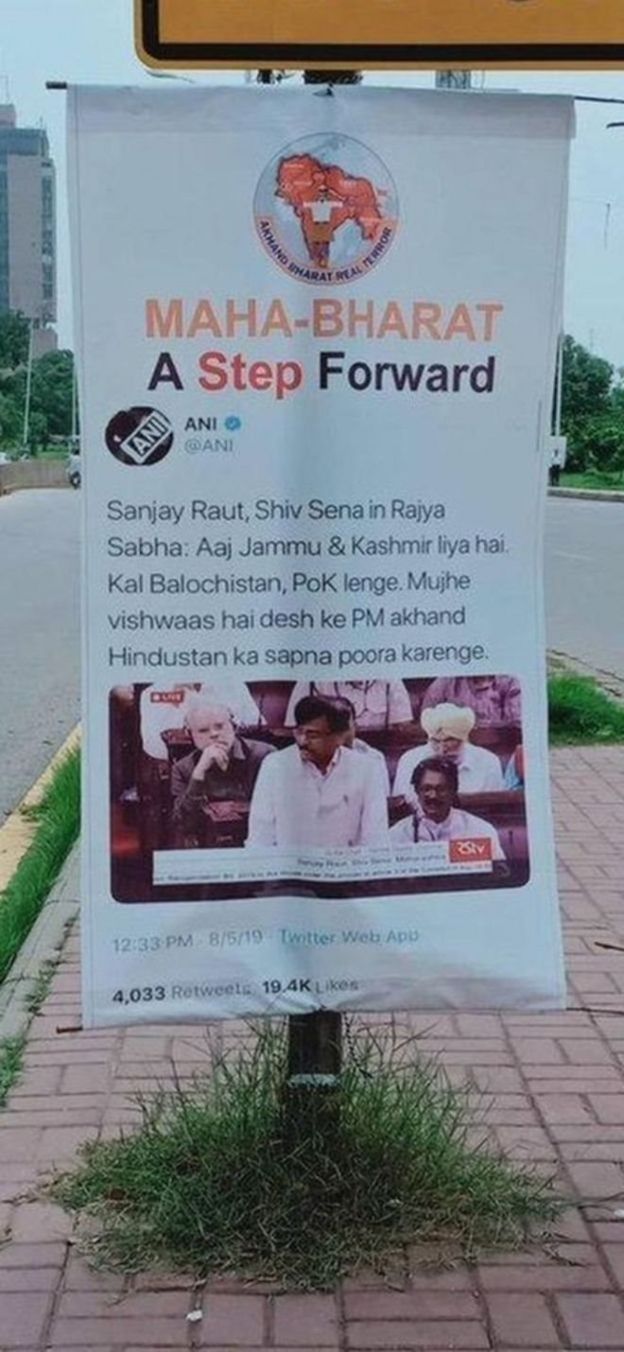 AKHAND BHARAT REAL TERROR
MAHA-BHARAT
A Step Forward
ANI
ANI
@ANI
Sanjay Raut, Shiv Sena in Rajya
Sabha: Aaj Jammu & Kashmir liya hai.
Kal Balochistan, PoK lenge. Mujhe
vishwaas hai desh ke PM akhand
Hindustan ka sapna poora karenge.
LIVE
Sanjay Raut, Shiv Sena, Maharashtra
RSTV
12:33 PM · 8/5/19 · Twitter Web App
4,033 Retweets 19.4K Likes